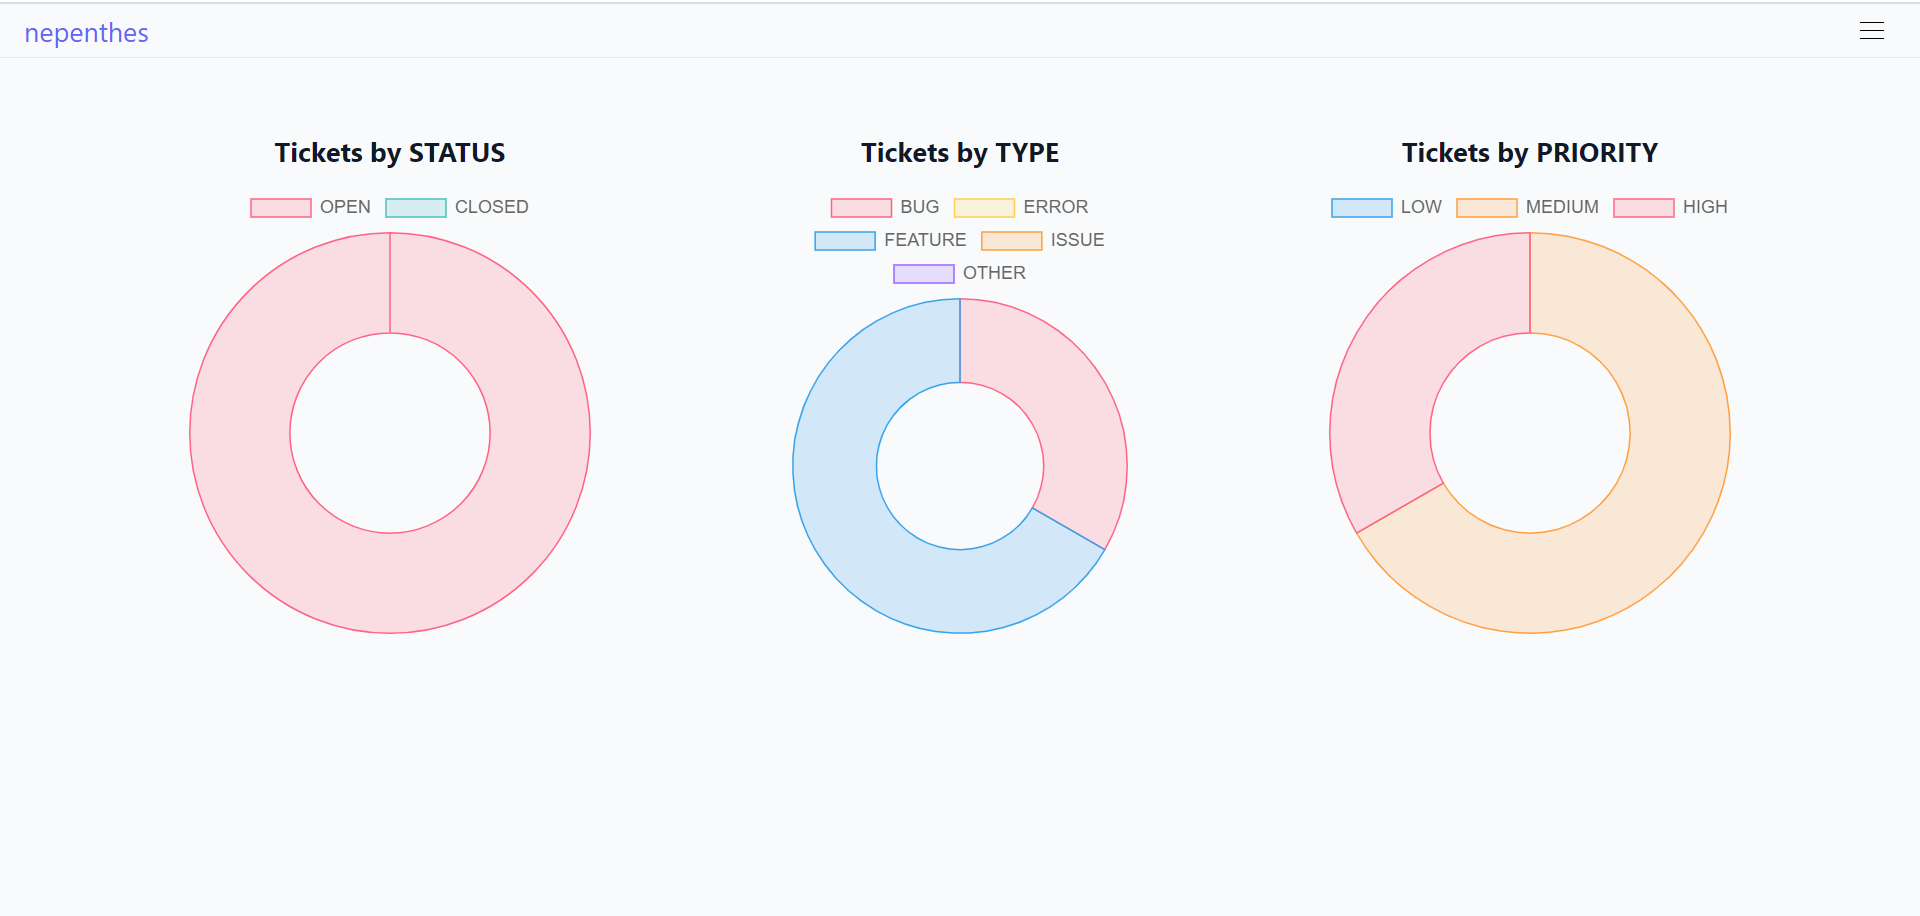 nepenthes
Tickets by STATUS
OPEN CLOSED
Tickets by TYPE
BUG ERROR
FEATURE ISSUE
OTHER
Tickets by PRIORITY
LOW MEDIUM HIGH